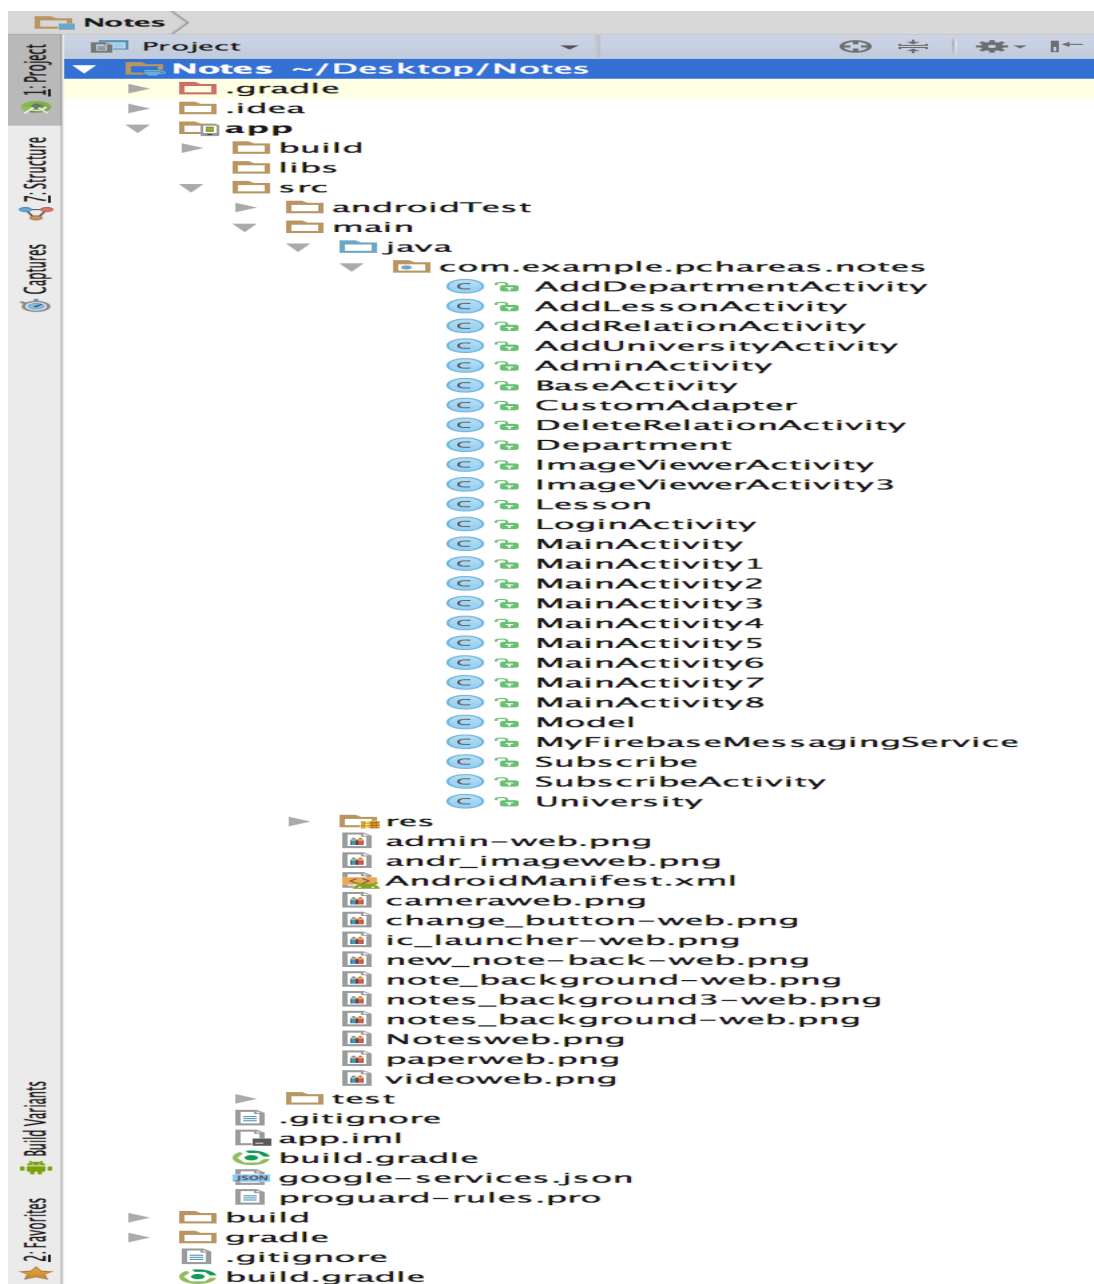 Notes
Project
Notes ~/Desktop/Notes
.gradle
.idea
app
build
libs
src
androidTest
main
java
com.example.pchareas.notes
AddDepartmentActivity
AddLessonActivity
AddRelationActivity
AddUniversityActivity
AdminActivity
BaseActivity
CustomAdapter
DeleteRelationActivity
Department
ImageViewerActivity
ImageViewerActivity3
Lesson
LoginActivity
MainActivity
MainActivity1
MainActivity2
MainActivity3
MainActivity4
MainActivity5
MainActivity6
MainActivity7
MainActivity8
Model
MyFirebaseMessagingService
Subscribe
SubscribeActivity
University
res
admin-web.png
andr_imageweb.png
AndroidManifest.xml
cameraweb.png
change_button-web.png
ic_launcher-web.png
new_note-back-web.png
note_background-web.png
notes_background3-web.png
notes_background-web.png
Notesweb.png
paperweb.png
videoweb.png
test
.gitignore
app.iml
build.gradle
google-services.json
proguard-rules.pro
build
gradle
.gitignore
build.gradle
1: Project
7: Structure
Captures
Build Variants
2: Favorites